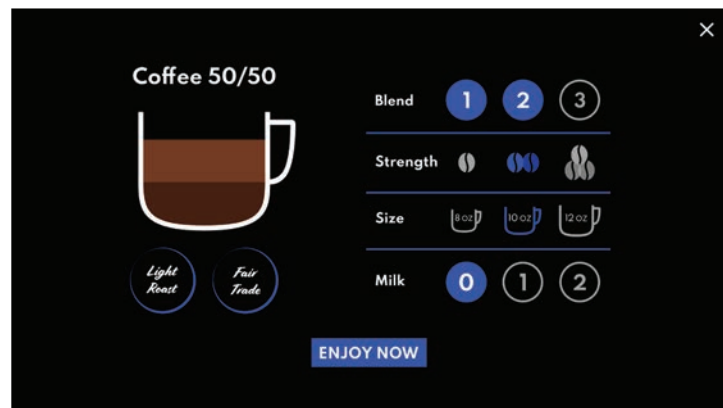 Coffee 50/50
Light
Roast
Fair
Trade
Blend 1 2 3
Strength
Size 8 oz 10 oz 12 oz
Milk 0 1 2
ENJOY NOW